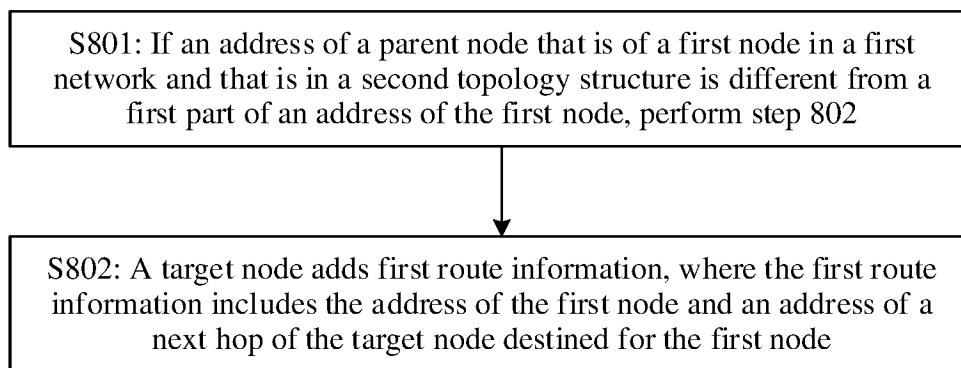 S801: If an address of a parent node that is of a first node in a first
network and that is in a second topology structure is different from a
first part of an address of the first node, perform step 802
S802: A target node adds first route information, where the first route
information includes the address of the first node and an address of a
next hop of the target node destined for the first node